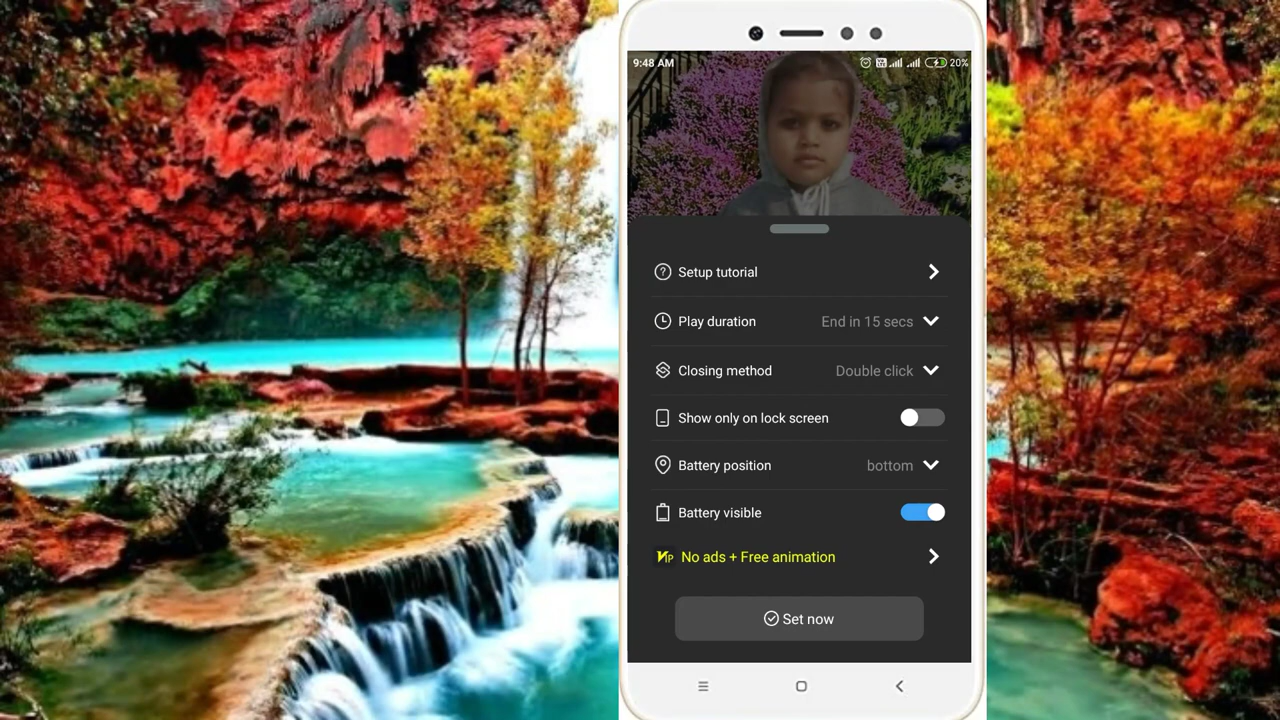 9:48 AM
20%
Setup tutorial
Play duration End in 15 secs
Closing method Double click
Show only on lock screen
Battery position bottom
Battery visible
VIP No ads + Free animation
Set now